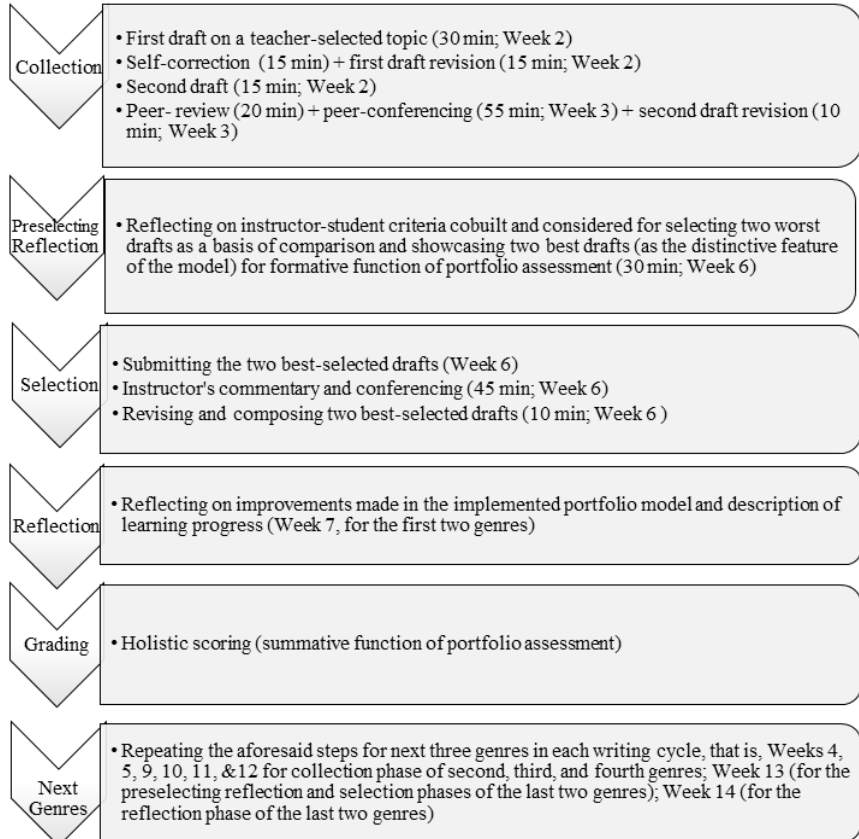 Collection
• First draft on a teacher-selected topic (30 min; Week 2)
• Self-correction (15 min) + first draft revision (15 min; Week 2)
• Second draft (15 min; Week 2)
• Peer- review (20 min) + peer-conferencing (55 min; Week 3) + second draft revision (10
min; Week 3)
Preselecting
Reflection
• Reflecting on instructor-student criteria cobuilt and considered for selecting two worst
drafts as a basis of comparison and showcasing two best drafts (as the distinctive feature
of the model) for formative function of portfolio assessment (30 min; Week 6)
Selection
• Submitting the two best-selected drafts (Week 6)
• Instructor's commentary and conferencing (45 min; Week 6)
• Revising and composing two best-selected drafts (10 min; Week 6 )
Reflection
• Reflecting on improvements made in the implemented portfolio model and description of
learning progress (Week 7, for the first two genres)
Grading
• Holistic scoring (summative function of portfolio assessment)
Next
Genres
• Repeating the aforesaid steps for next three genres in each writing cycle, that is, Weeks 4,
5, 9, 10, 11, &12 for collection phase of second, third, and fourth genres; Week 13 (for the
preselecting reflection and selection phases of the last two genres); Week 14 (for the
reflection phase of the last two genres)